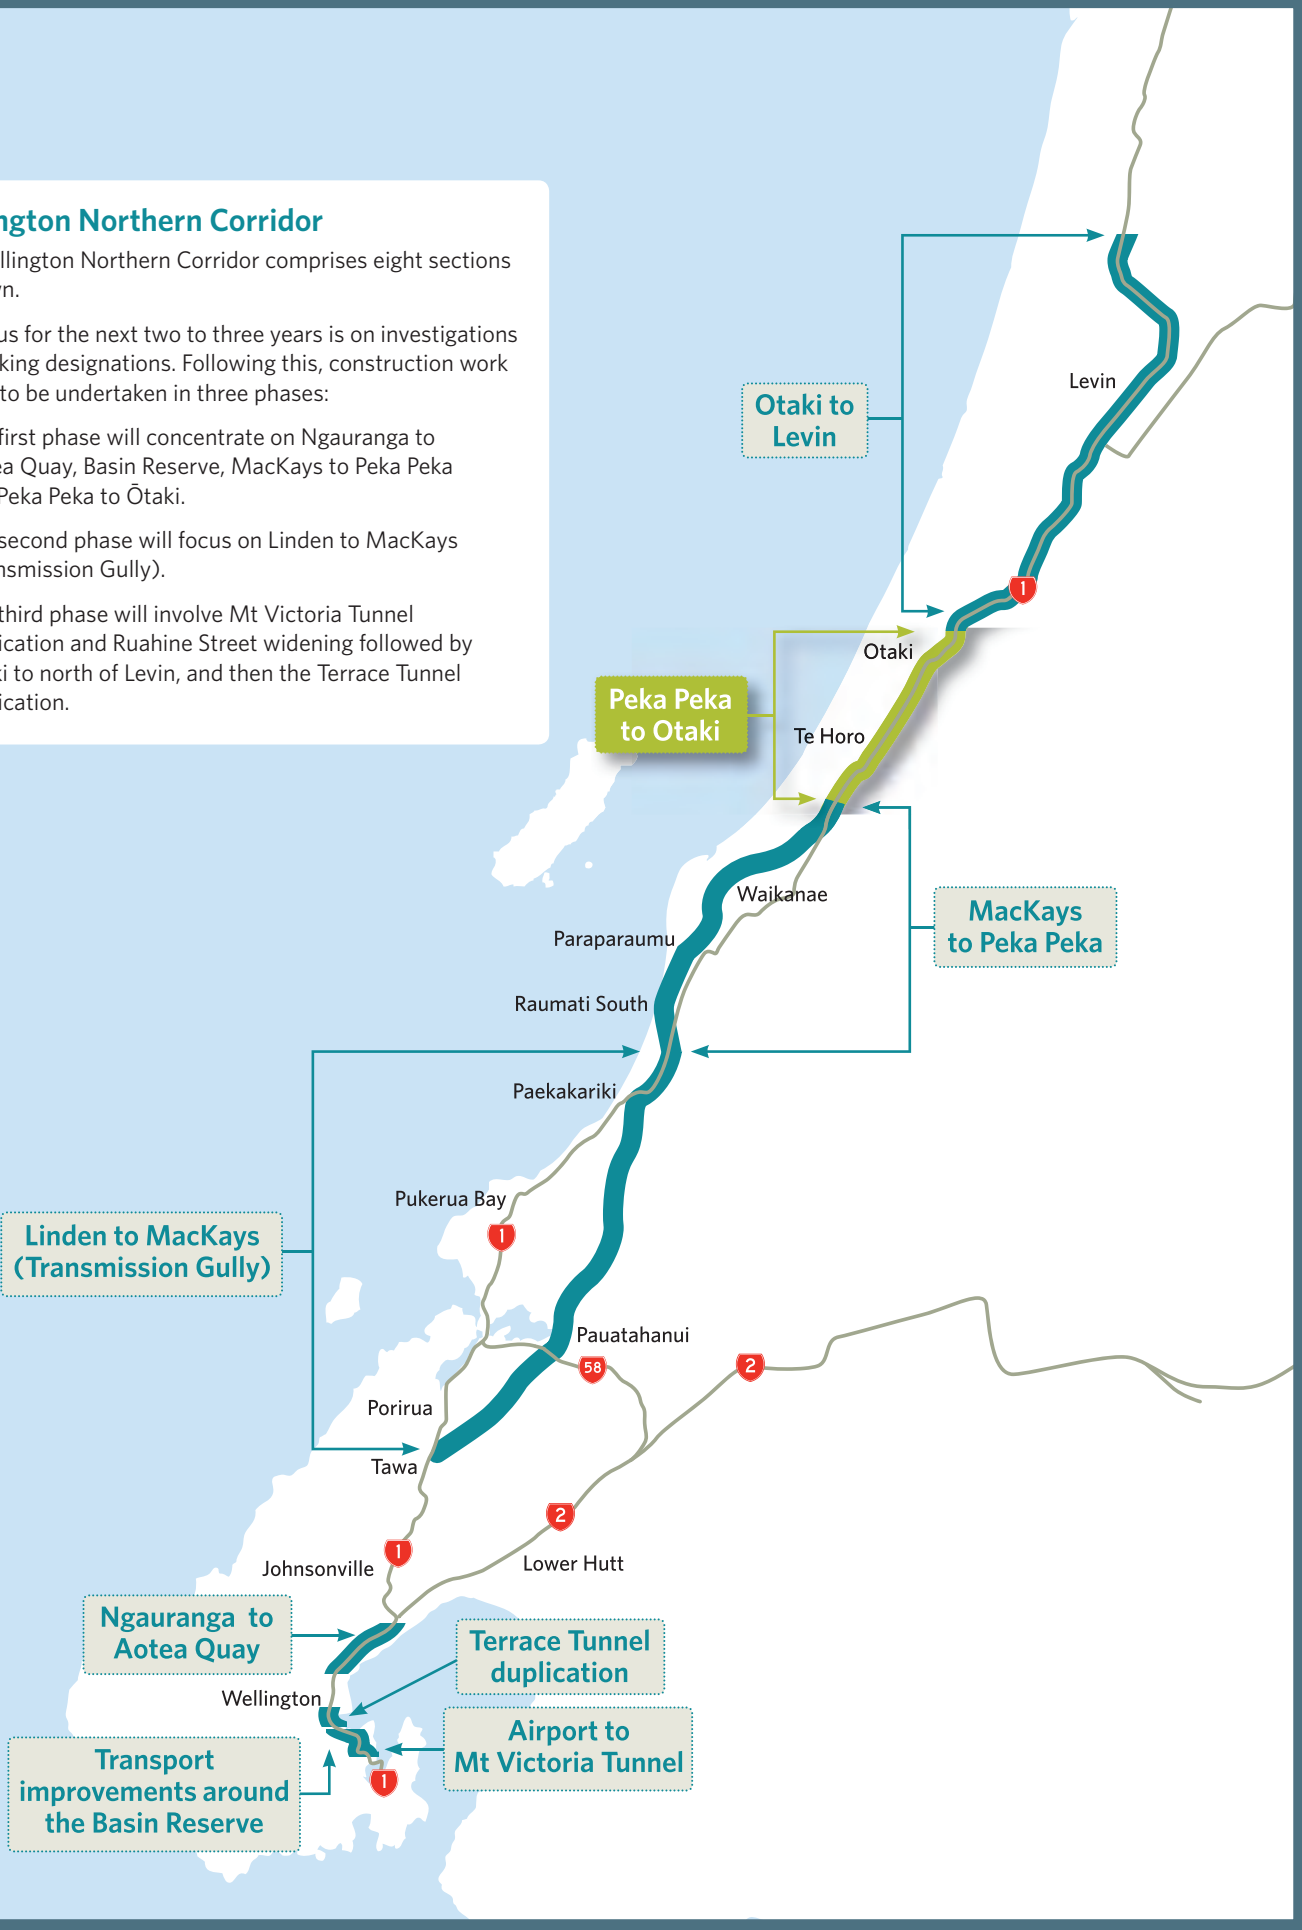 ngton Northern Corridor
llington Northern Corridor comprises eight sections
n.
us for the next two to three years is on investigations
king designations. Following this, construction work
to be undertaken in three phases:
first phase will concentrate on Ngauranga to
ea Quay, Basin Reserve, MacKays to Peka Peka
Peka Peka to Ōtaki.
second phase will focus on Linden to MacKays
nsmission Gully).
third phase will involve Mt Victoria Tunnel
ication and Ruahine Street widening followed by
ki to north of Levin, and then the Terrace Tunnel
ication.
Levin
Otaki to
Levin
1
Otaki
Peka Peka
to Otaki
Te Horo
Waikanae
MacKays
to Peka Peka
Paraparaumu
Raumati South
Paekakariki
Pukerua Bay
1
Linden to MacKays
(Transmission Gully)
Pauatahanui
58
2
Porirua
Tawa
2
1
Johnsonville
Lower Hutt
Ngauranga to
Aotea Quay
Terrace Tunnel
duplication
Wellington
Airport to
Mt Victoria Tunnel
Transport
improvements around
the Basin Reserve
1